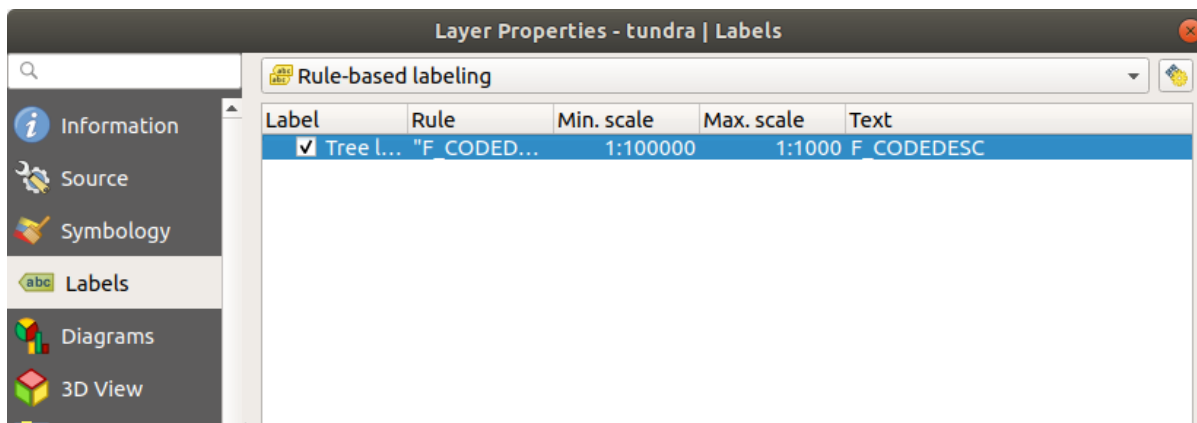 Layer Properties - tundra | Labels
Rule-based labeling
Information
Source
Symbology
abc Labels
Diagrams
3D View
Label Rule Min. scale Max. scale Text
Tree l... "F_CODED... 1:100000 1:1000 F_CODEDESC